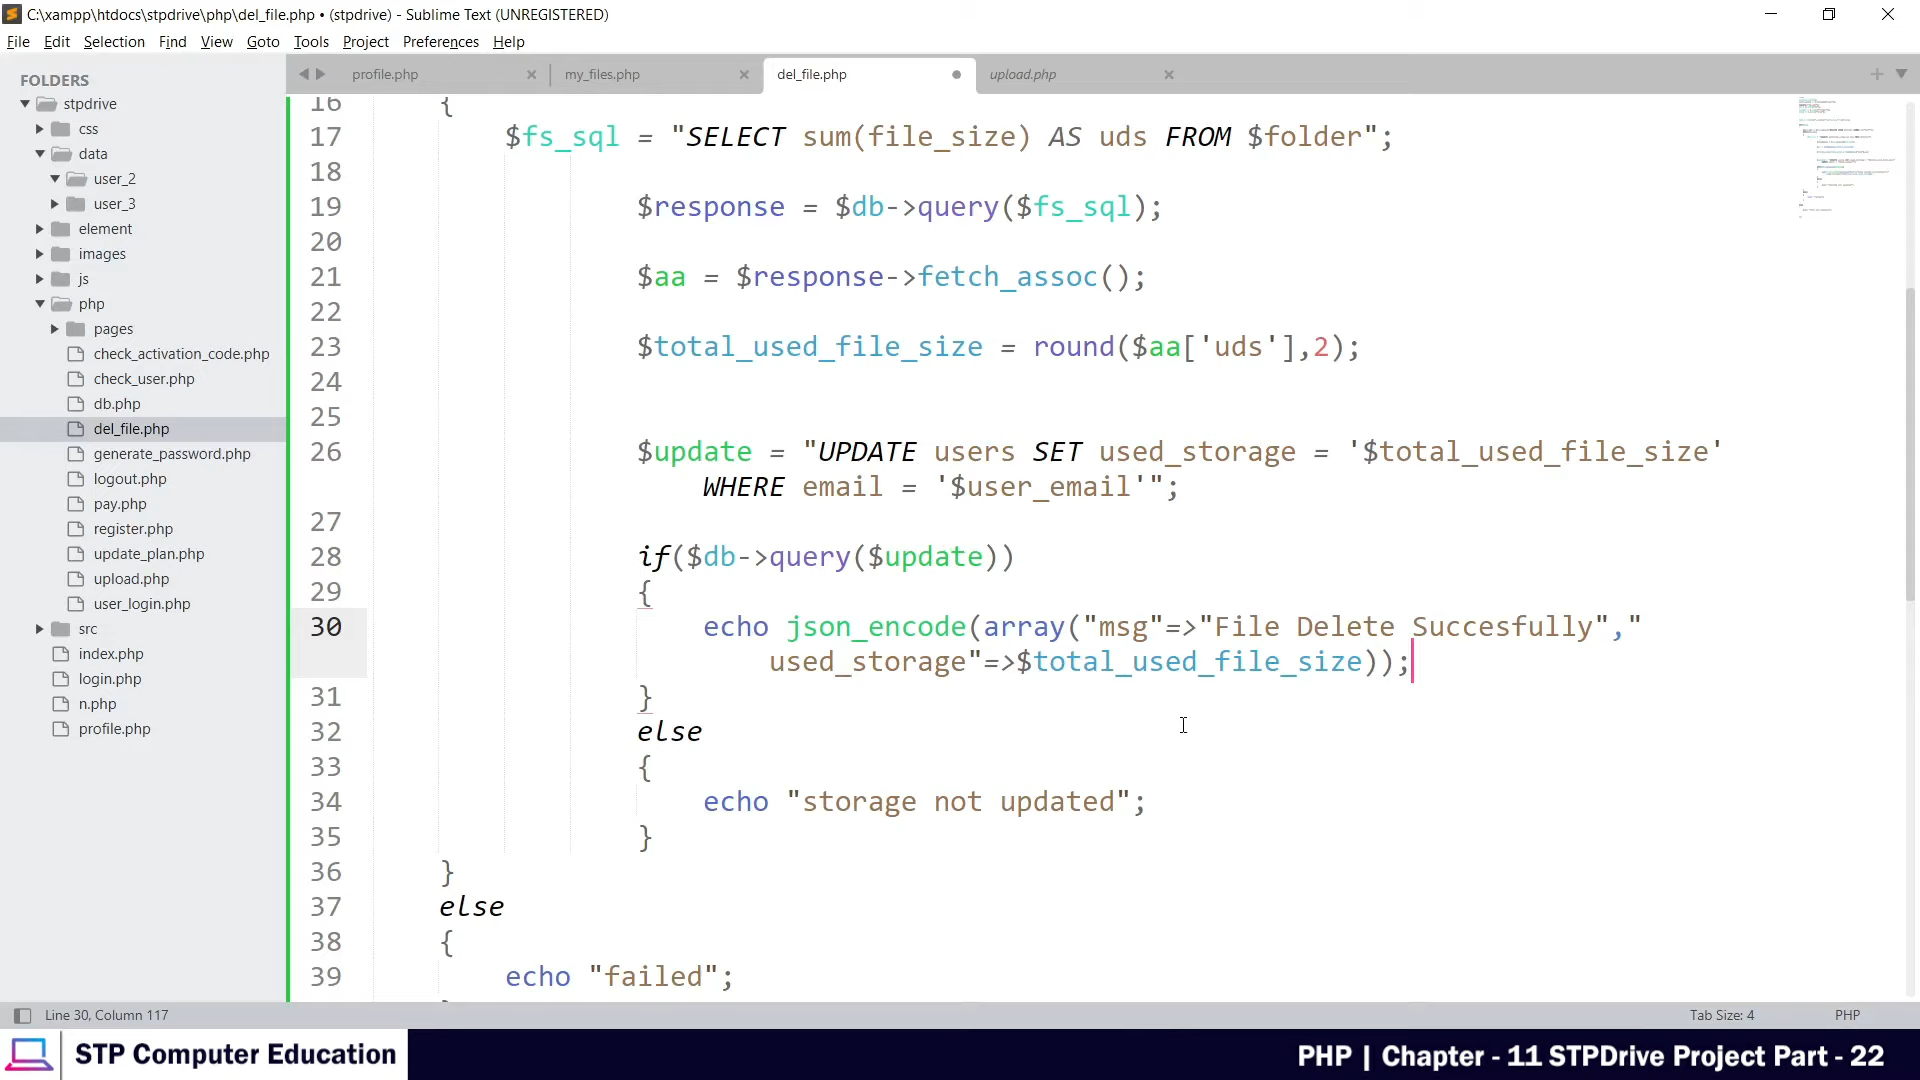 C:\xampp\htdocs\stpdrive\php\del_file.php • (stpdrive) - Sublime Text (UNREGISTERED)
File Edit Selection Find View Goto Tools Project Preferences Help
FOLDERS
stpdrive
css
data
user_2
user_3
element
images
js
php
pages
check_activation_code.php
check_user.php
db.php
del_file.php
generate_password.php
logout.php
pay.php
register.php
update_plan.php
upload.php
user_login.php
src
index.php
login.php
n.php
profile.php
profile.php my_files.php del_file.php upload.php
16 {
17 $fs_sql = "SELECT sum(file_size) AS uds FROM $folder";
18
19 $response = $db->query($fs_sql);
20
21 $aa = $response->fetch_assoc();
22
23 $total_used_file_size = round($aa['uds'],2);
24
25
26 $update = "UPDATE users SET used_storage = '$total_used_file_size'
WHERE email = '$user_email'";
27
28 if($db->query($update))
29 {
30 echo json_encode(array("msg"=>"File Delete Succesfully","
used_storage"=>$total_used_file_size));
31 }
32 else
33 {
34 echo "storage not updated";
35 }
36 }
37 else
38 {
39 echo "failed";
Line 30, Column 117 Tab Size: 4 PHP
STP Computer Education PHP | Chapter - 11 STPDrive Project Part - 22